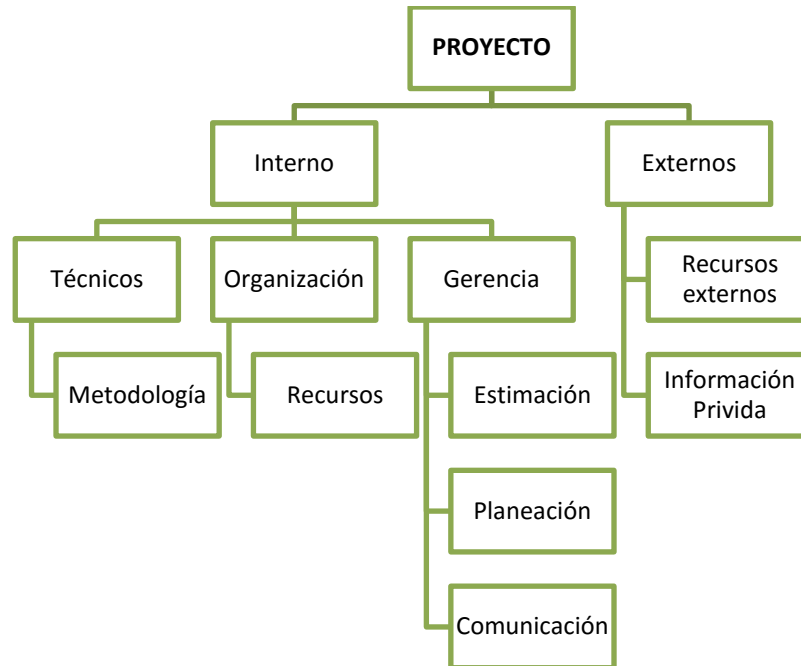 PROYECTO
Interno
Externos
Técnicos
Organización
Gerencia
Recursos
externos
Metodología
Recursos
Estimación
Información
Privida
Planeación
Comunicación